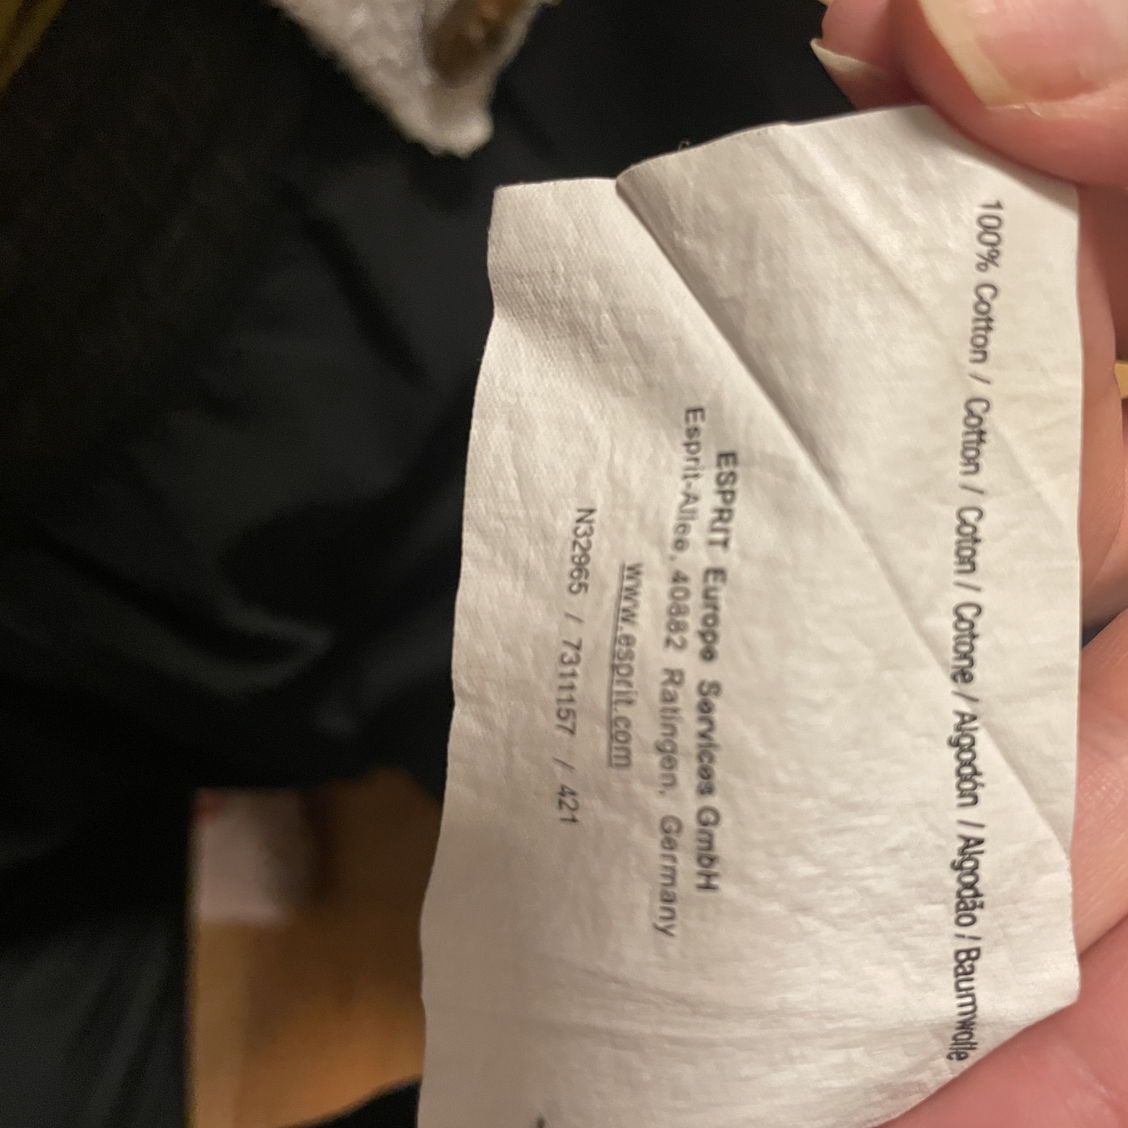 100% Cotton / Cotton / Coton / Cotone / Algodón / Algodão / Baumwolle
ESPRIT Europe Services GmbH
Esprit-Allee, 40882 Ratingen, Germany
www.esprit.com
N32965 / 7311157 / 421